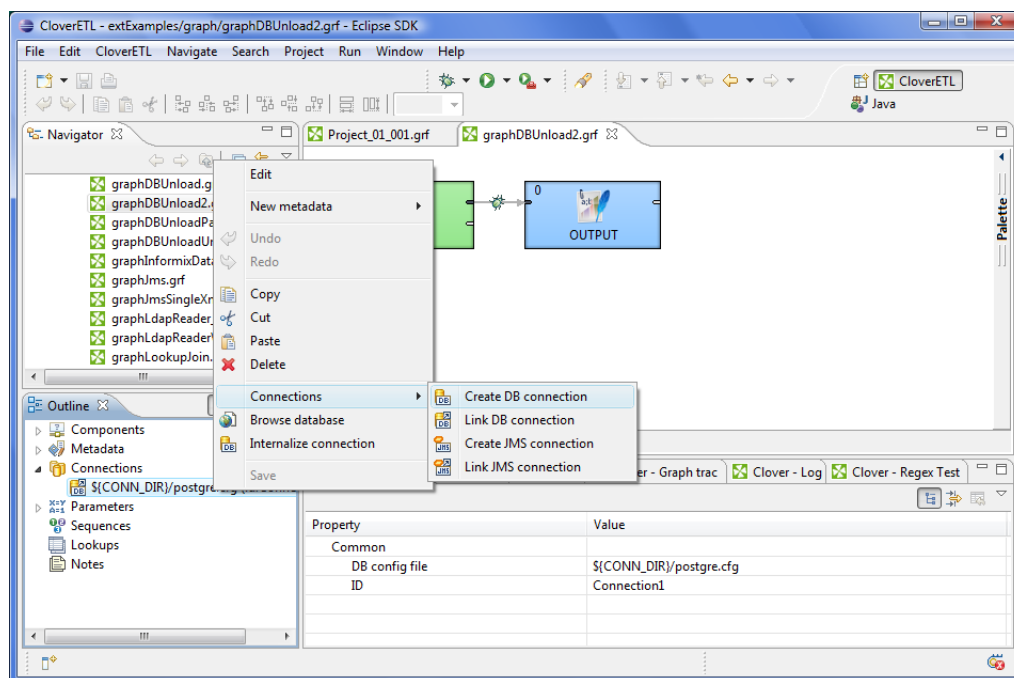 CloverETL - extExamples/graph/graphDBUnload2.grf - Eclipse SDK
File Edit CloverETL Navigate Search Project Run Window Help
CloverETL
Java
Navigator
Project_01_001.grf
graphDBUnload2.grf
graphDBUnload.g
graphDBUnload2.
graphDBUnloadPa
graphDBUnloadUr
graphInformixData
graphJms.grf
graphJmsSingleXr
graphLdapReader_
graphLdapReader
graphLookupJoin.
Edit
New metadata
Undo
Redo
Copy
Cut
Paste
Delete
Connections
Browse database
Internalize connection
Save
Create DB connection
Link DB connection
Create JMS connection
Link JMS connection
0
OUTPUT
Palette
Outline
Components
Metadata
Connections
${CONN_DIR}/postgre.cfg
Parameters
Sequences
Lookups
Notes
er - Graph trac
Clover - Log
Clover - Regex Test
Property Value
Common
DB config file ${CONN_DIR}/postgre.cfg
ID Connection1